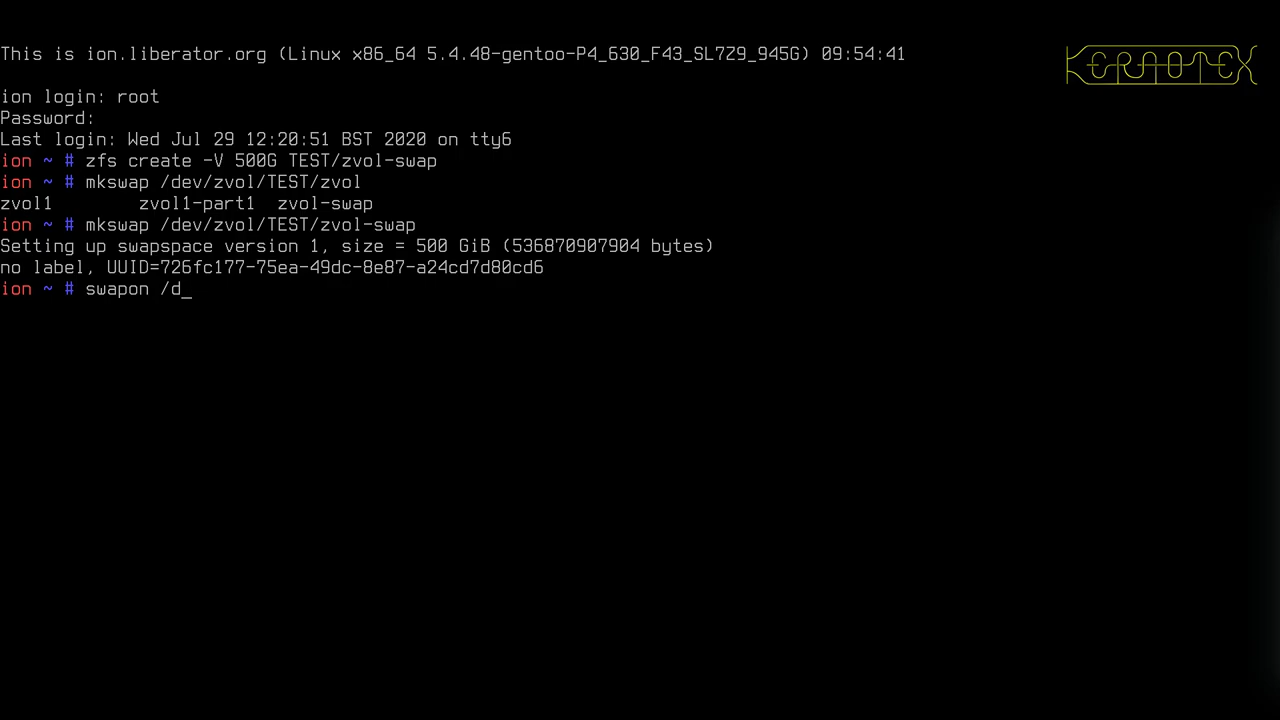 This is ion.liberator.org (Linux x86_64 5.4.48-gentoo-P4_630_F43_SL7Z9_945G) 09:54:41
KERNOTEX
ion login: root
Password:
Last login: Wed Jul 29 12:20:51 BST 2020 on tty6
ion ~ # zfs create -V 500G TEST/zvol-swap
ion ~ # mkswap /dev/zvol/TEST/zvol
zvol1 zvol1-part1 zvol-swap
ion ~ # mkswap /dev/zvol/TEST/zvol-swap
Setting up swapspace version 1, size = 500 GiB (536870907904 bytes)
no label, UUID=726fc177-75ea-49dc-8e87-a24cd7d80cd6
ion ~ # swapon /d_